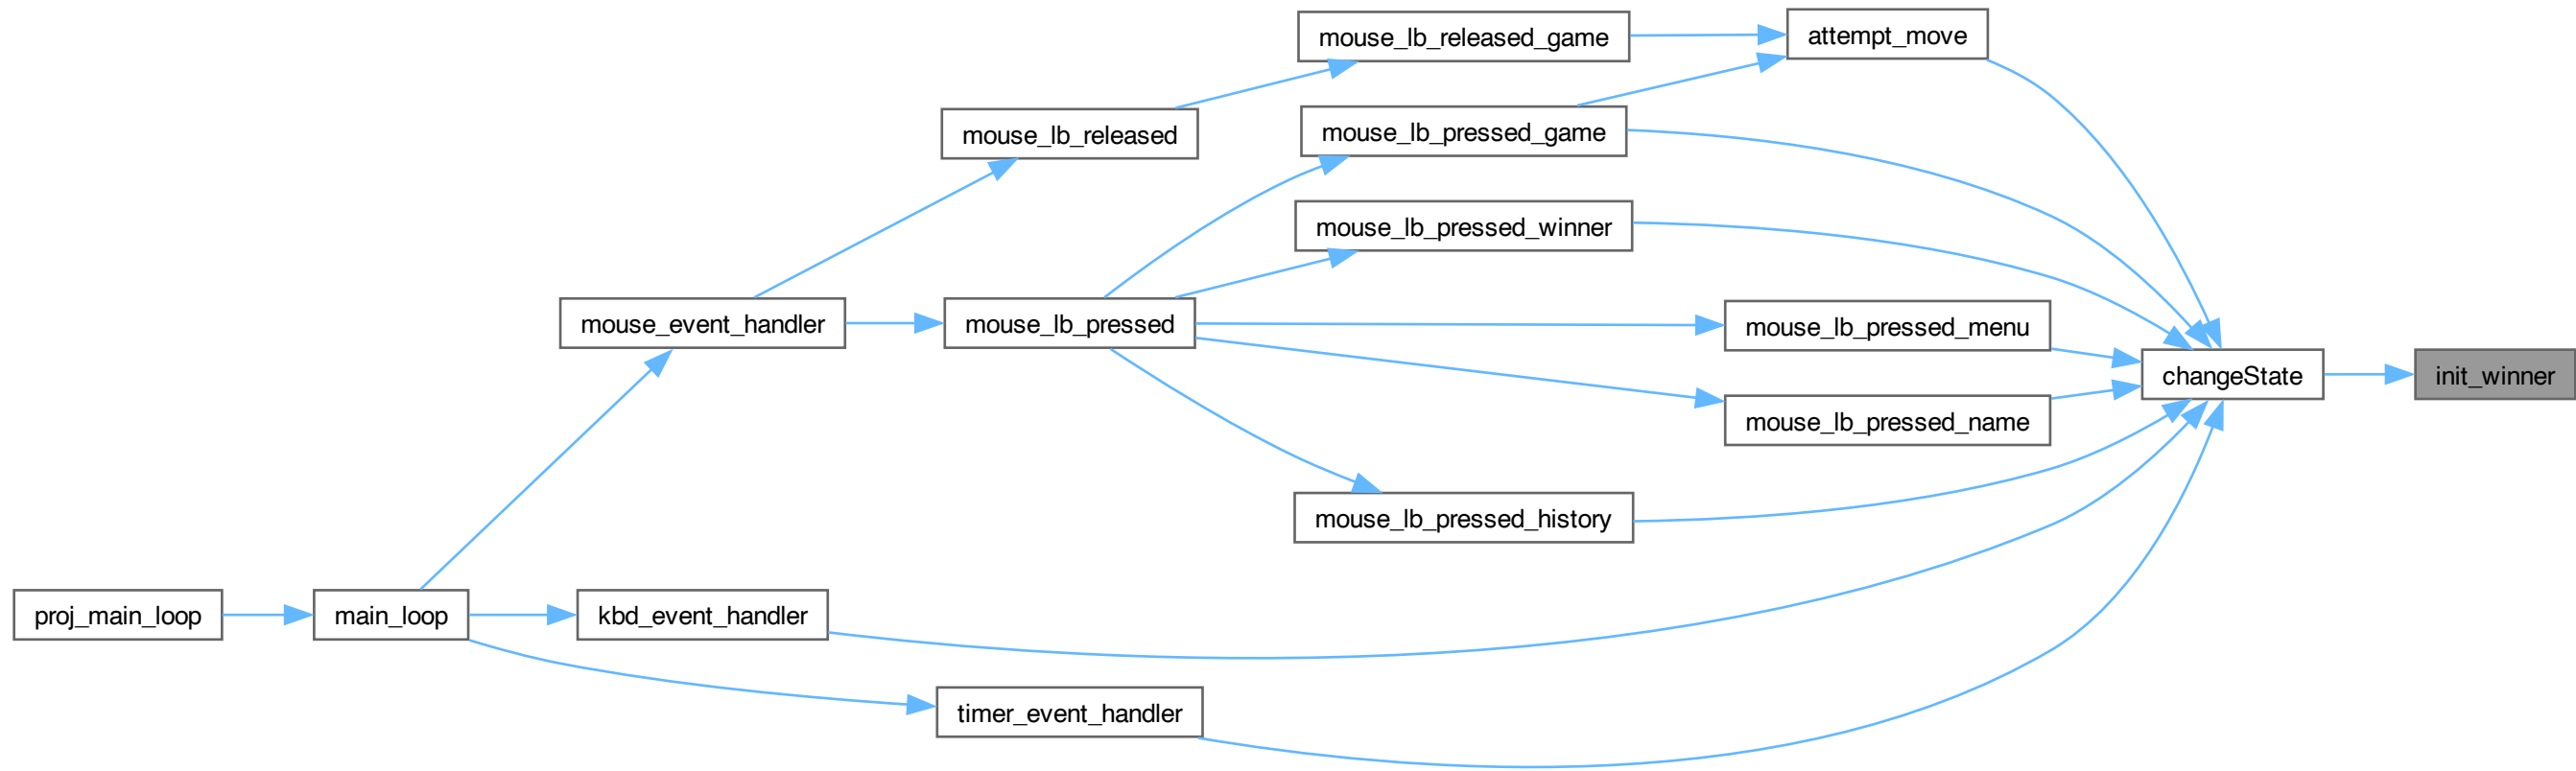 mouse_lb_released_game
attempt_move
mouse_lb_released
mouse_lb_pressed_game
mouse_lb_pressed_winner
mouse_event_handler
mouse_lb_pressed
mouse_lb_pressed_menu
changeState
init_winner
mouse_lb_pressed_name
mouse_lb_pressed_history
proj_main_loop
main_loop
kbd_event_handler
timer_event_handler